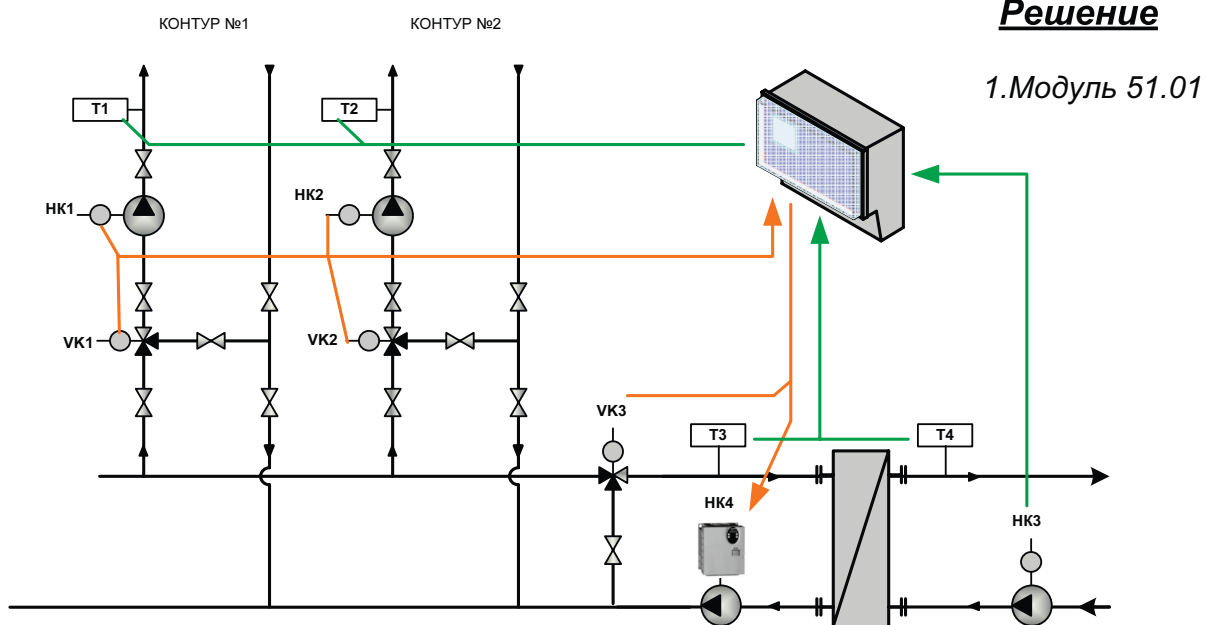 КОНТУР №1
КОНТУР №2
Решение
1.Модуль 51.01
T1
T2
НК1
НК2
VK1
VK2
VK3
T3
T4
НК4
НК3